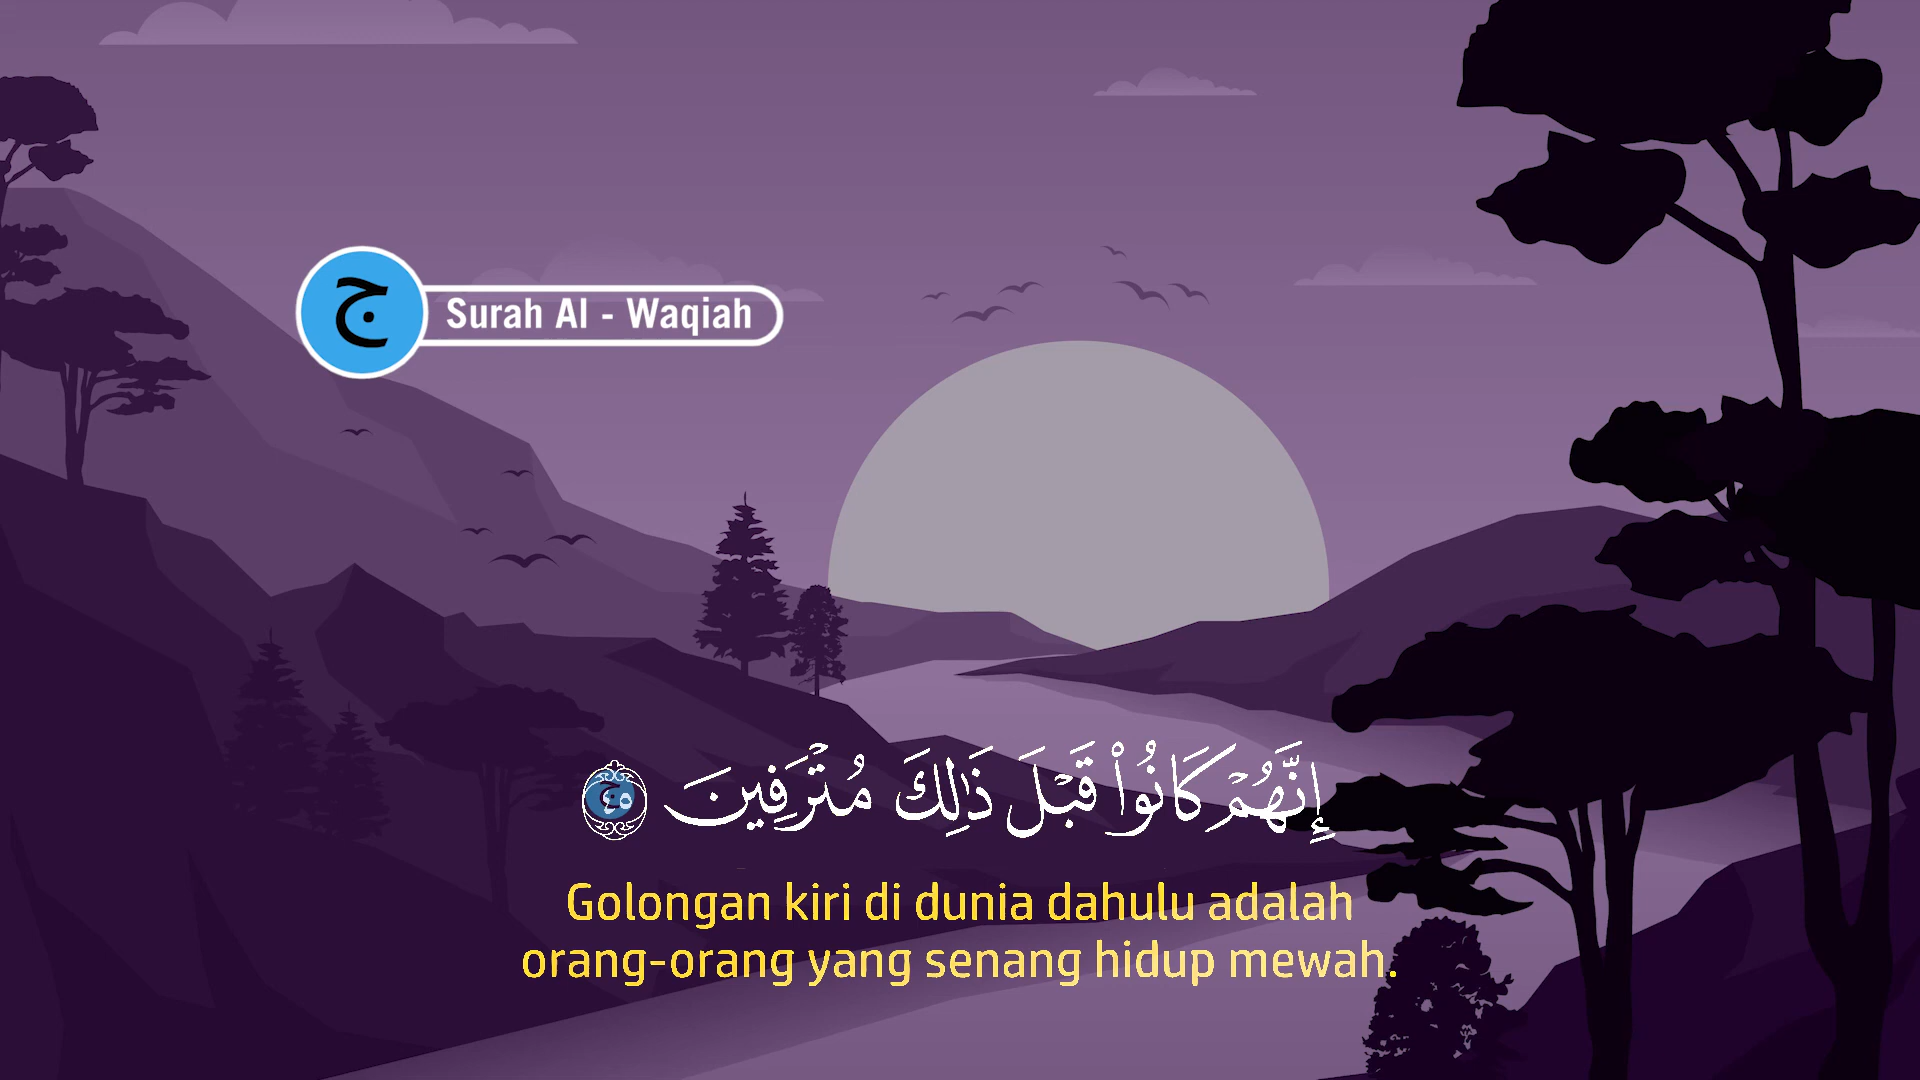 ج
Surah Al - Waqiah
إِنَّهُمْ كَانُوا۟ قَبْلَ ذَٰلِكَ مُتْرَفِينَ ٤٥
Golongan kiri di dunia dahulu adalah
orang-orang yang senang hidup mewah.